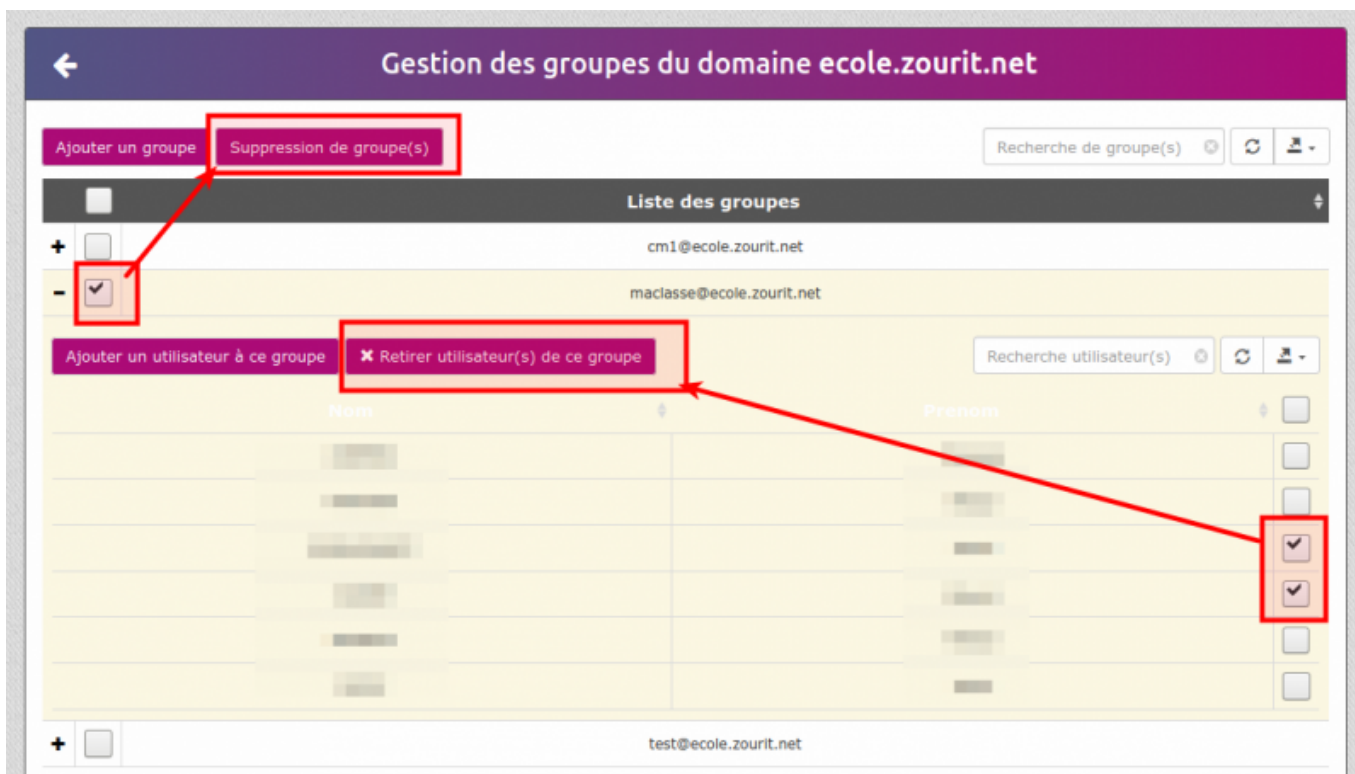 Gestion des groupes du domaine ecole.zourit.net
Ajouter un groupe Suppression de groupe(s) Recherche de groupe(s)
Liste des groupes
cm1@ecole.zourit.net
maclasse@ecole.zourit.net
Ajouter un utilisateur à ce groupe Retirer utilisateur(s) de ce groupe Recherche utilisateur(s)
Nom Prenom
test@ecole.zourit.net